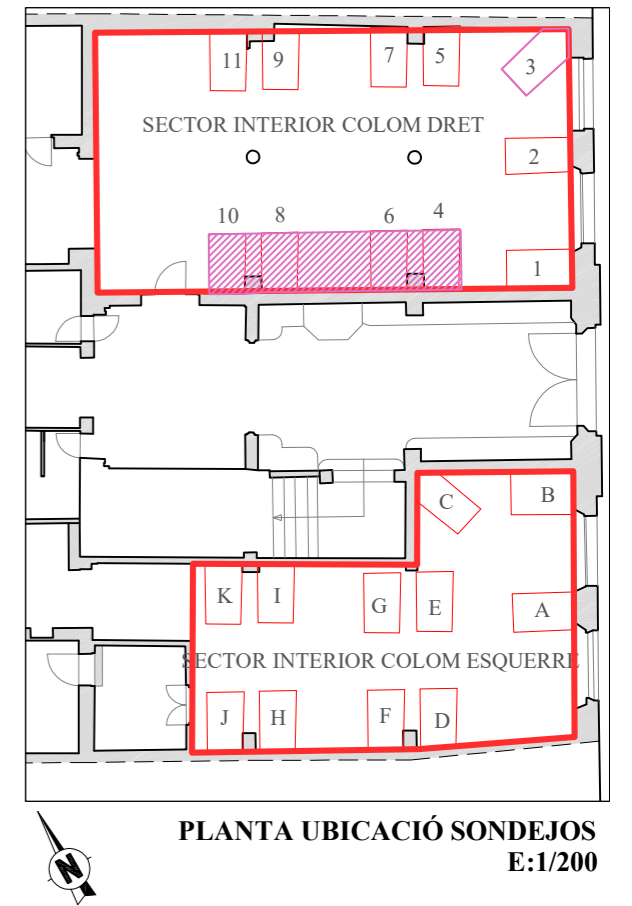 11 9 7 5 3
SECTOR INTERIOR COLOM DRET
2
10 8 6 4
1
C B
K I G E A
SECTOR INTERIOR COLOM ESQUERRE
J H F D
PLANTA UBICACIÓ SONDEJOS
E:1/200
N